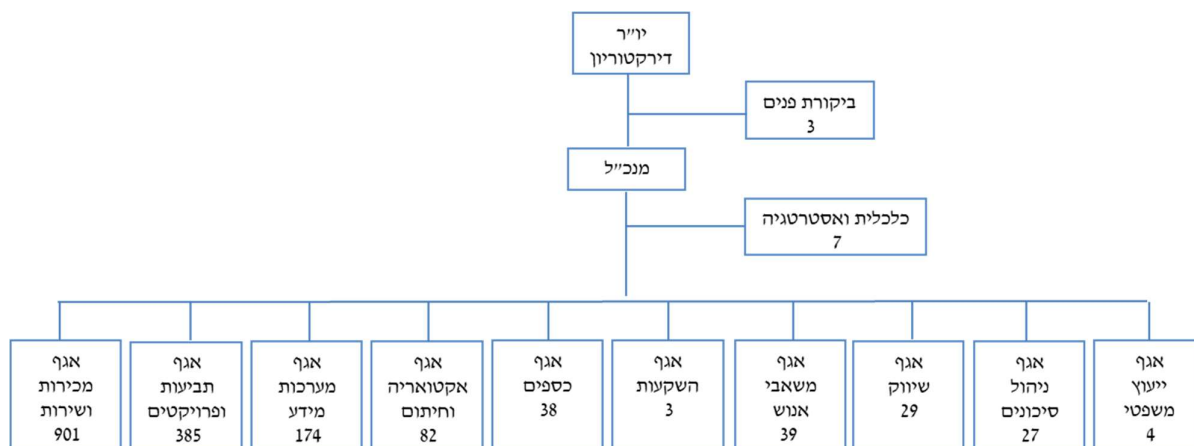 יו"ר
דירקטוריון
ביקורת פנים
3
מנכ"ל
כלכלית ואסטרטגיה
7
אגף
ייעוץ
משפטי
4
אגף
ניהול
סיכונים
27
אגף
שיווק
29
אגף
משאבי
אנוש
39
אגף
השקעות
3
אגף
כספים
38
אגף
אקטואריה
וחיתום
82
אגף
מערכות
מידע
174
אגף
תביעות
ופרויקטים
385
אגף
מכירות
ושירות
901